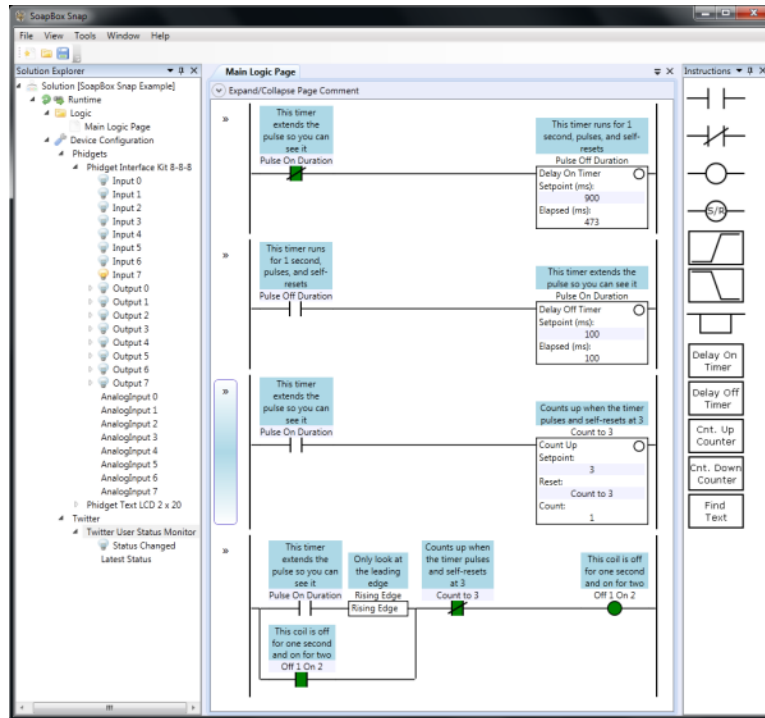 SoapBox Snap
File View Tools Window Help
Solution Explorer
Solution [SoapBox Snap Example]
Runtime
Logic
Main Logic Page
Device Configuration
Phidgets
Phidget Interface Kit 8-8-8
Input 0
Input 1
Input 2
Input 3
Input 4
Input 5
Input 6
Input 7
Output 0
Output 1
Output 2
Output 3
Output 4
Output 5
Output 6
Output 7
AnalogInput 0
AnalogInput 1
AnalogInput 2
AnalogInput 3
AnalogInput 4
AnalogInput 5
AnalogInput 6
AnalogInput 7
Phidget Text LCD 2 x 20
Twitter
Twitter User Status Monitor
Status Changed
Latest Status
Main Logic Page
Expand/Collapse Page Comment
This timer
extends the
pulse so you can
see it
Pulse On Duration
This timer runs for 1
second, pulses, and self-
resets
Pulse Off Duration
Delay On Timer
Setpoint (ms):
900
Elapsed (ms):
473
This timer runs
for 1 second,
pulses, and self-
resets
Pulse Off Duration
This timer extends the
pulse so you can see it
Pulse On Duration
Delay Off Timer
Setpoint (ms):
100
Elapsed (ms):
100
This timer
extends the
pulse so you can
see it
Pulse On Duration
Counts up when the timer
pulses and self-resets at 3
Count to 3
Count Up
Setpoint:
3
Reset:
Count to 3
Count:
1
This timer
extends the
pulse so you can
see it
Pulse On Duration
Only look at
the leading
edge
Rising Edge
Rising Edge
Counts up when
the timer pulses
and self-resets
at 3
Count to 3
This coil is off
for one second
and on for two
Off 1 On 2
This coil is off
for one second
and on for two
Off 1 On 2
Instructions
S/R
Delay On
Timer
Delay Off
Timer
Cnt. Up
Counter
Cnt. Down
Counter
Find
Text